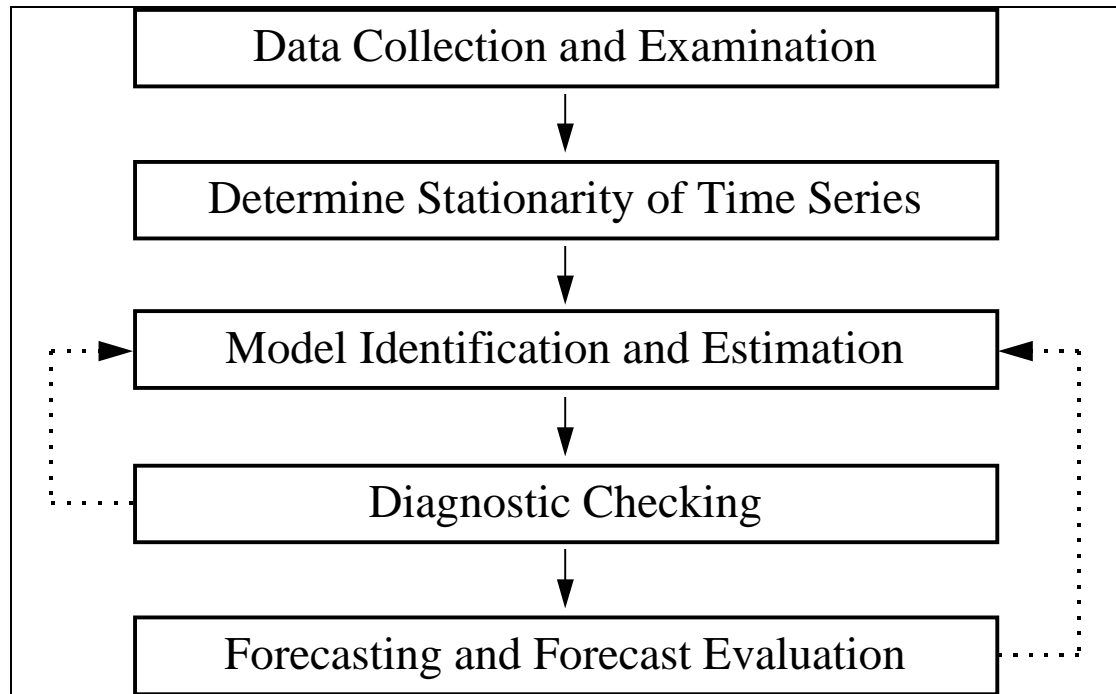 Data Collection and Examination
Determine Stationarity of Time Series
Model Identification and Estimation
Diagnostic Checking
Forecasting and Forecast Evaluation